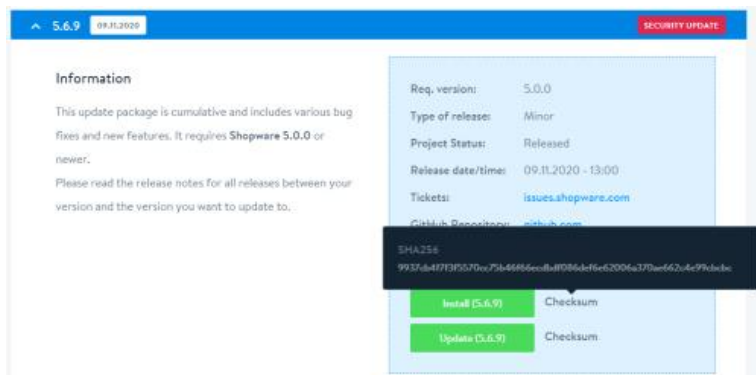 5.6.9 09.11.2020 SECURITY UPDATE
Information
This update package is cumulative and includes various bug
fixes and new features. It requires Shopware 5.0.0 or
newer.
Please read the release notes for all releases between your
version and the version you want to update to.
Req. version: 5.0.0
Type of release: Minor
Project Status: Released
Release date/time: 09.11.2020 - 13:00
Tickets: issues.shopware.com
GitHub Repository: github.com
SHA256
Install (5.6.9) Checksum
Update (5.6.9) Checksum